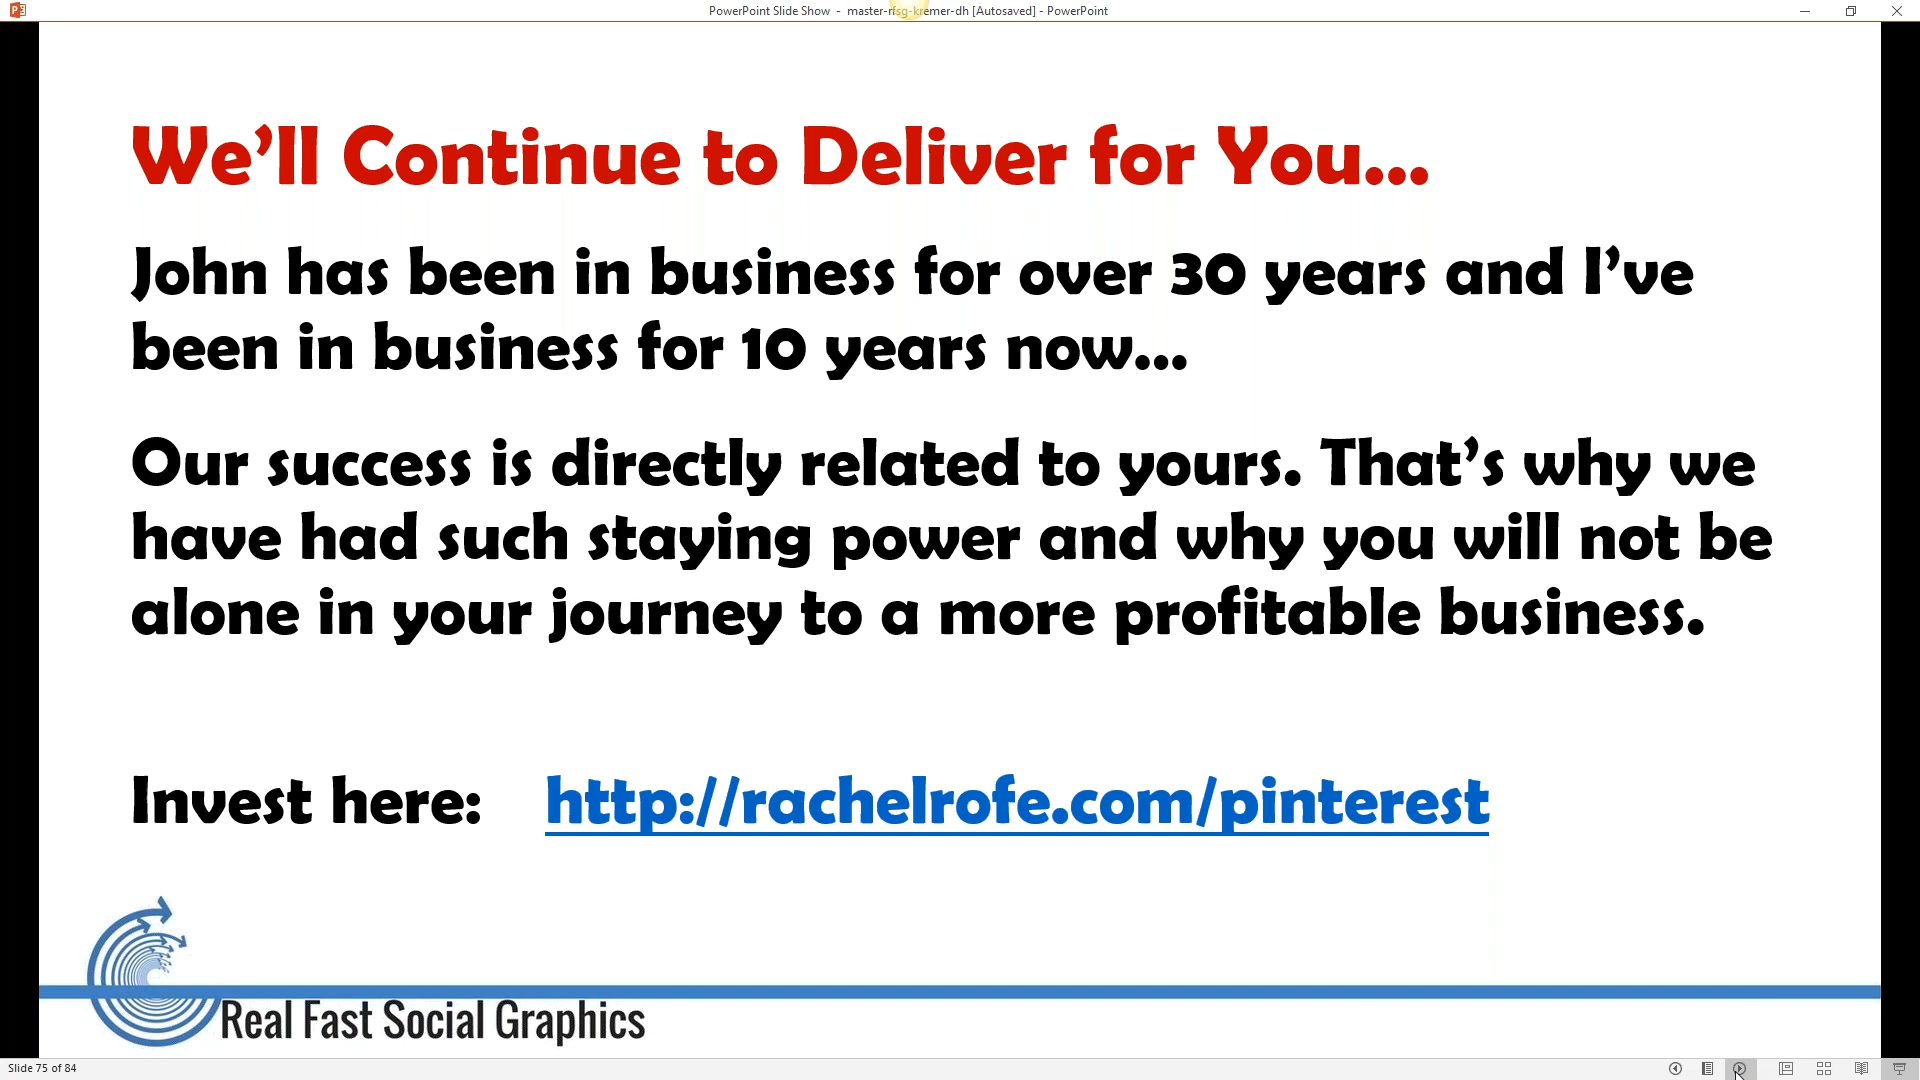 PowerPoint Slide Show - master-rfsg-kremer-dh [Autosaved] - PowerPoint
We’ll Continue to Deliver for You...
John has been in business for over 30 years and I’ve
been in business for 10 years now...
Our success is directly related to yours. That’s why we
have had such staying power and why you will not be
alone in your journey to a more profitable business.
Invest here: http://rachelrofe.com/pinterest
Real Fast Social Graphics
Slide 75 of 84